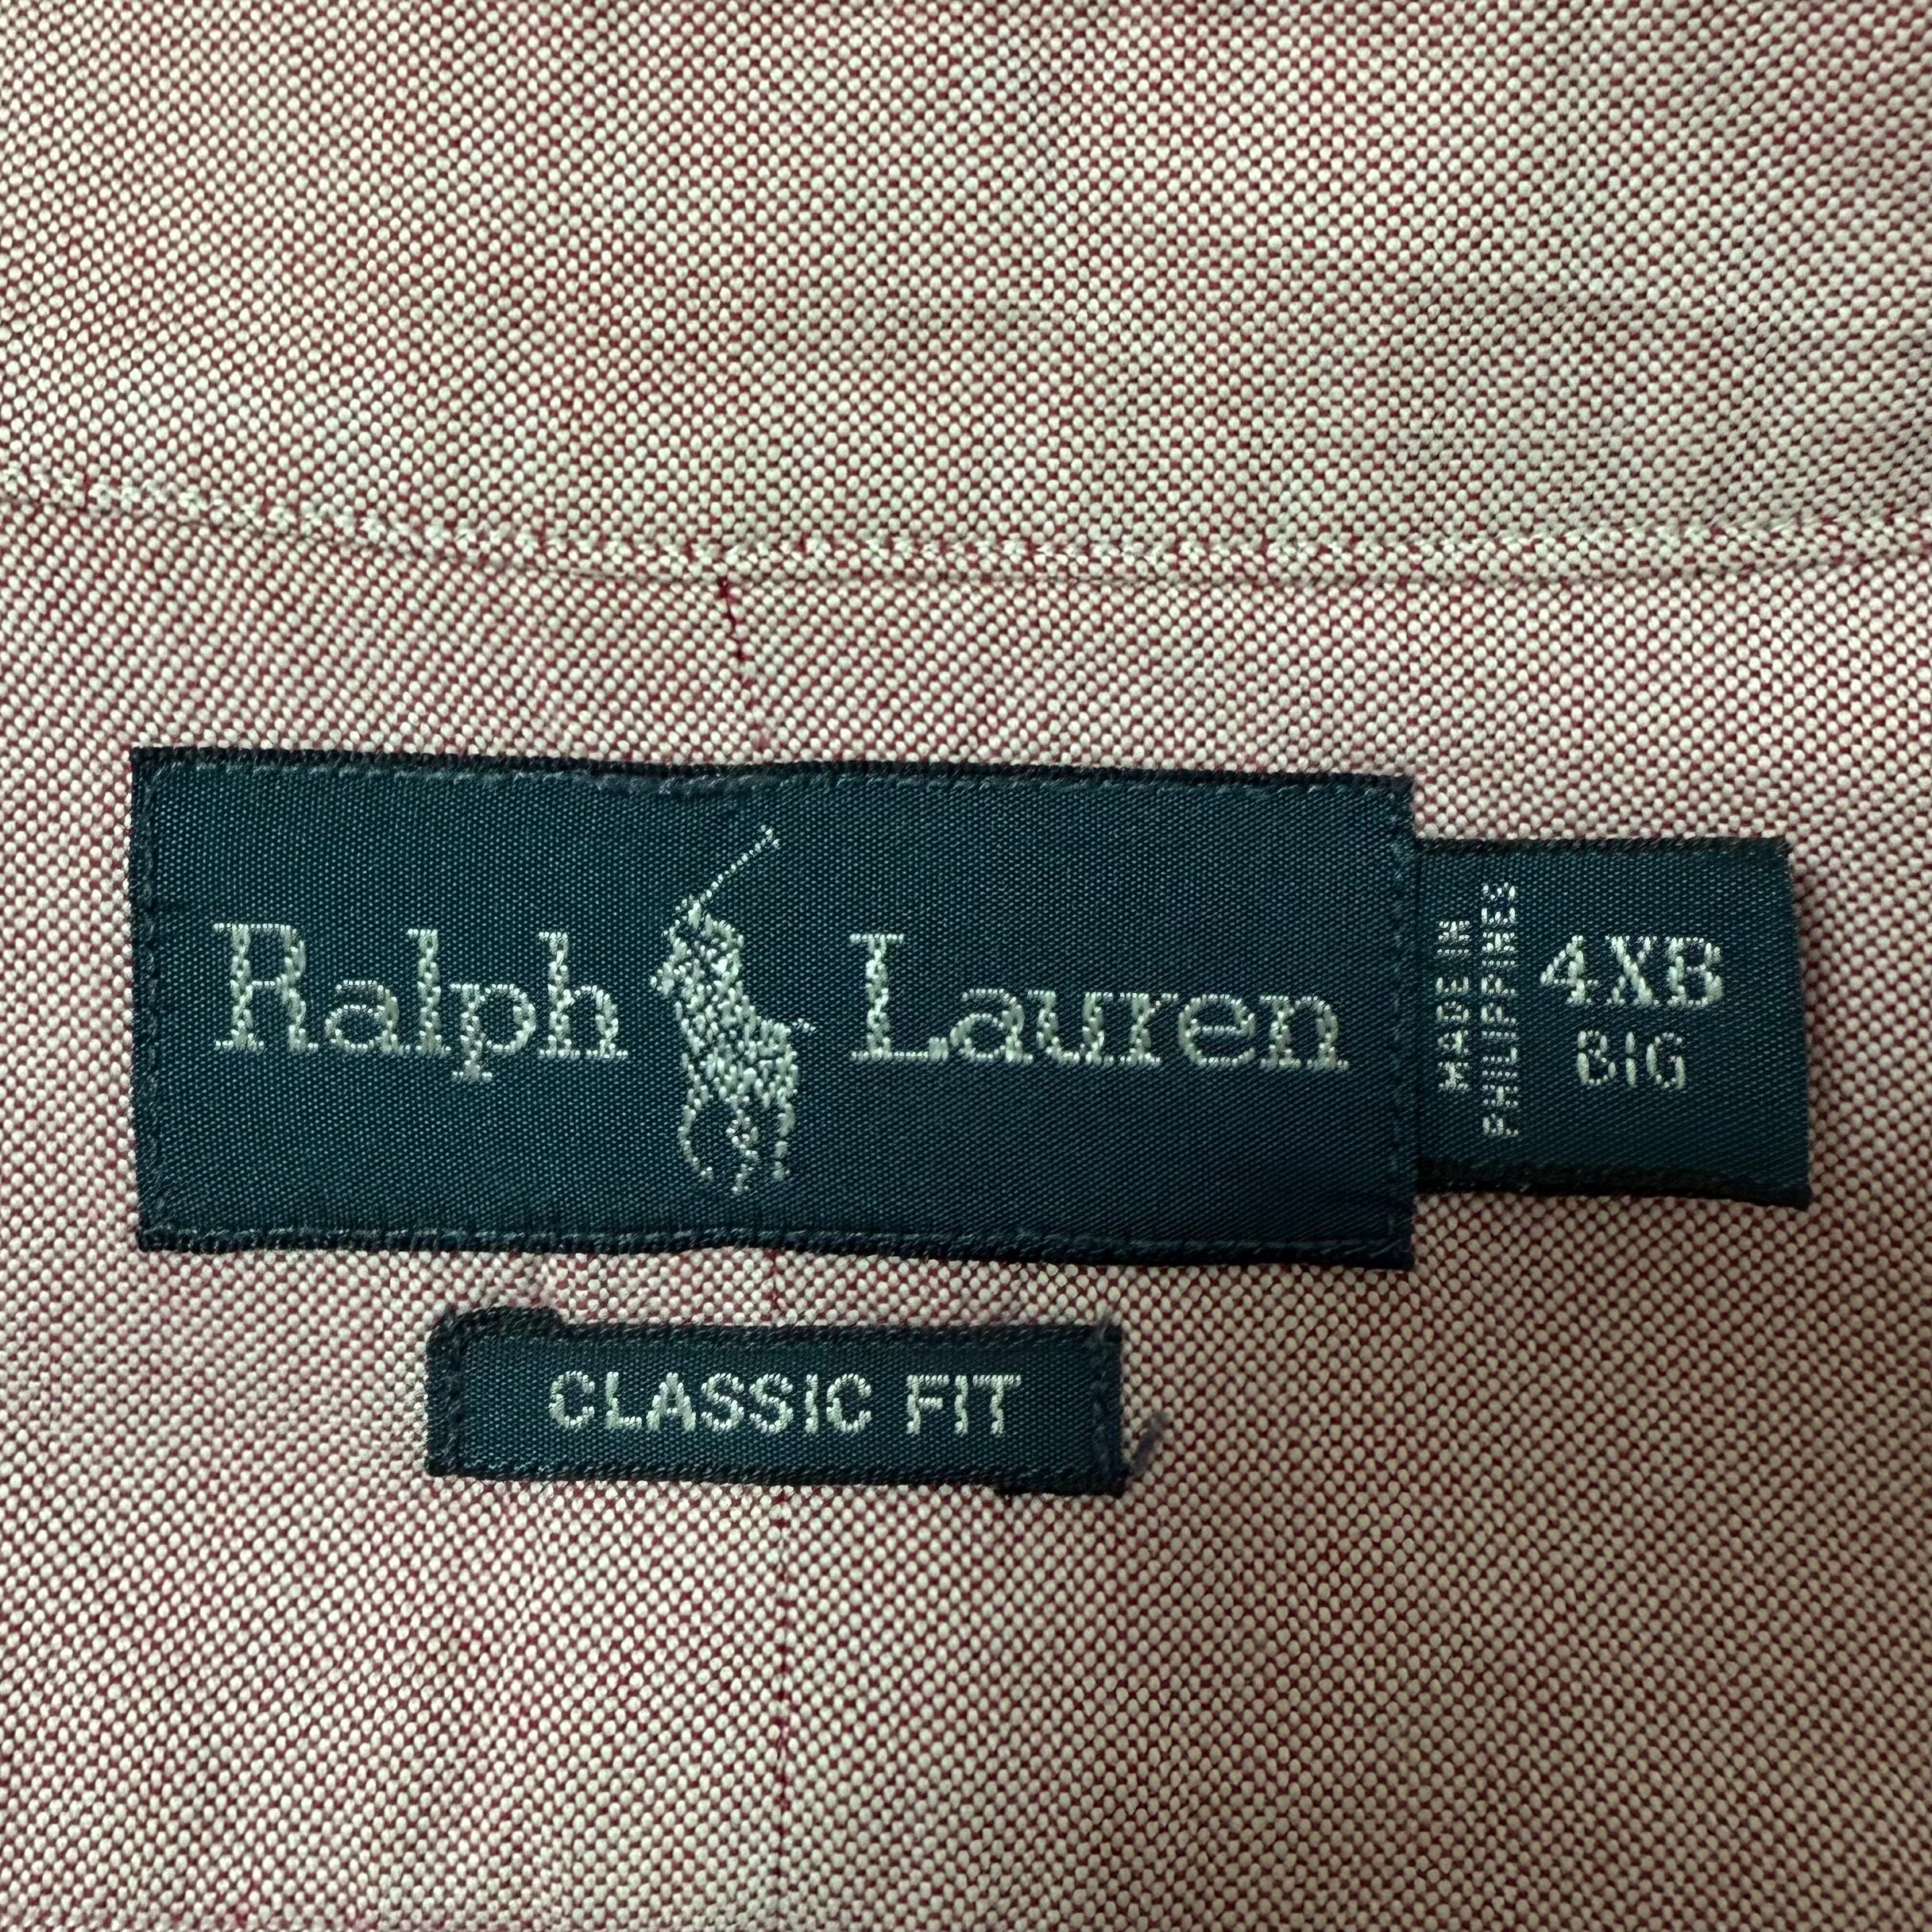 Ralph Lauren
MADE IN
PHILIPPINES
4XB
BIG
CLASSIC FIT